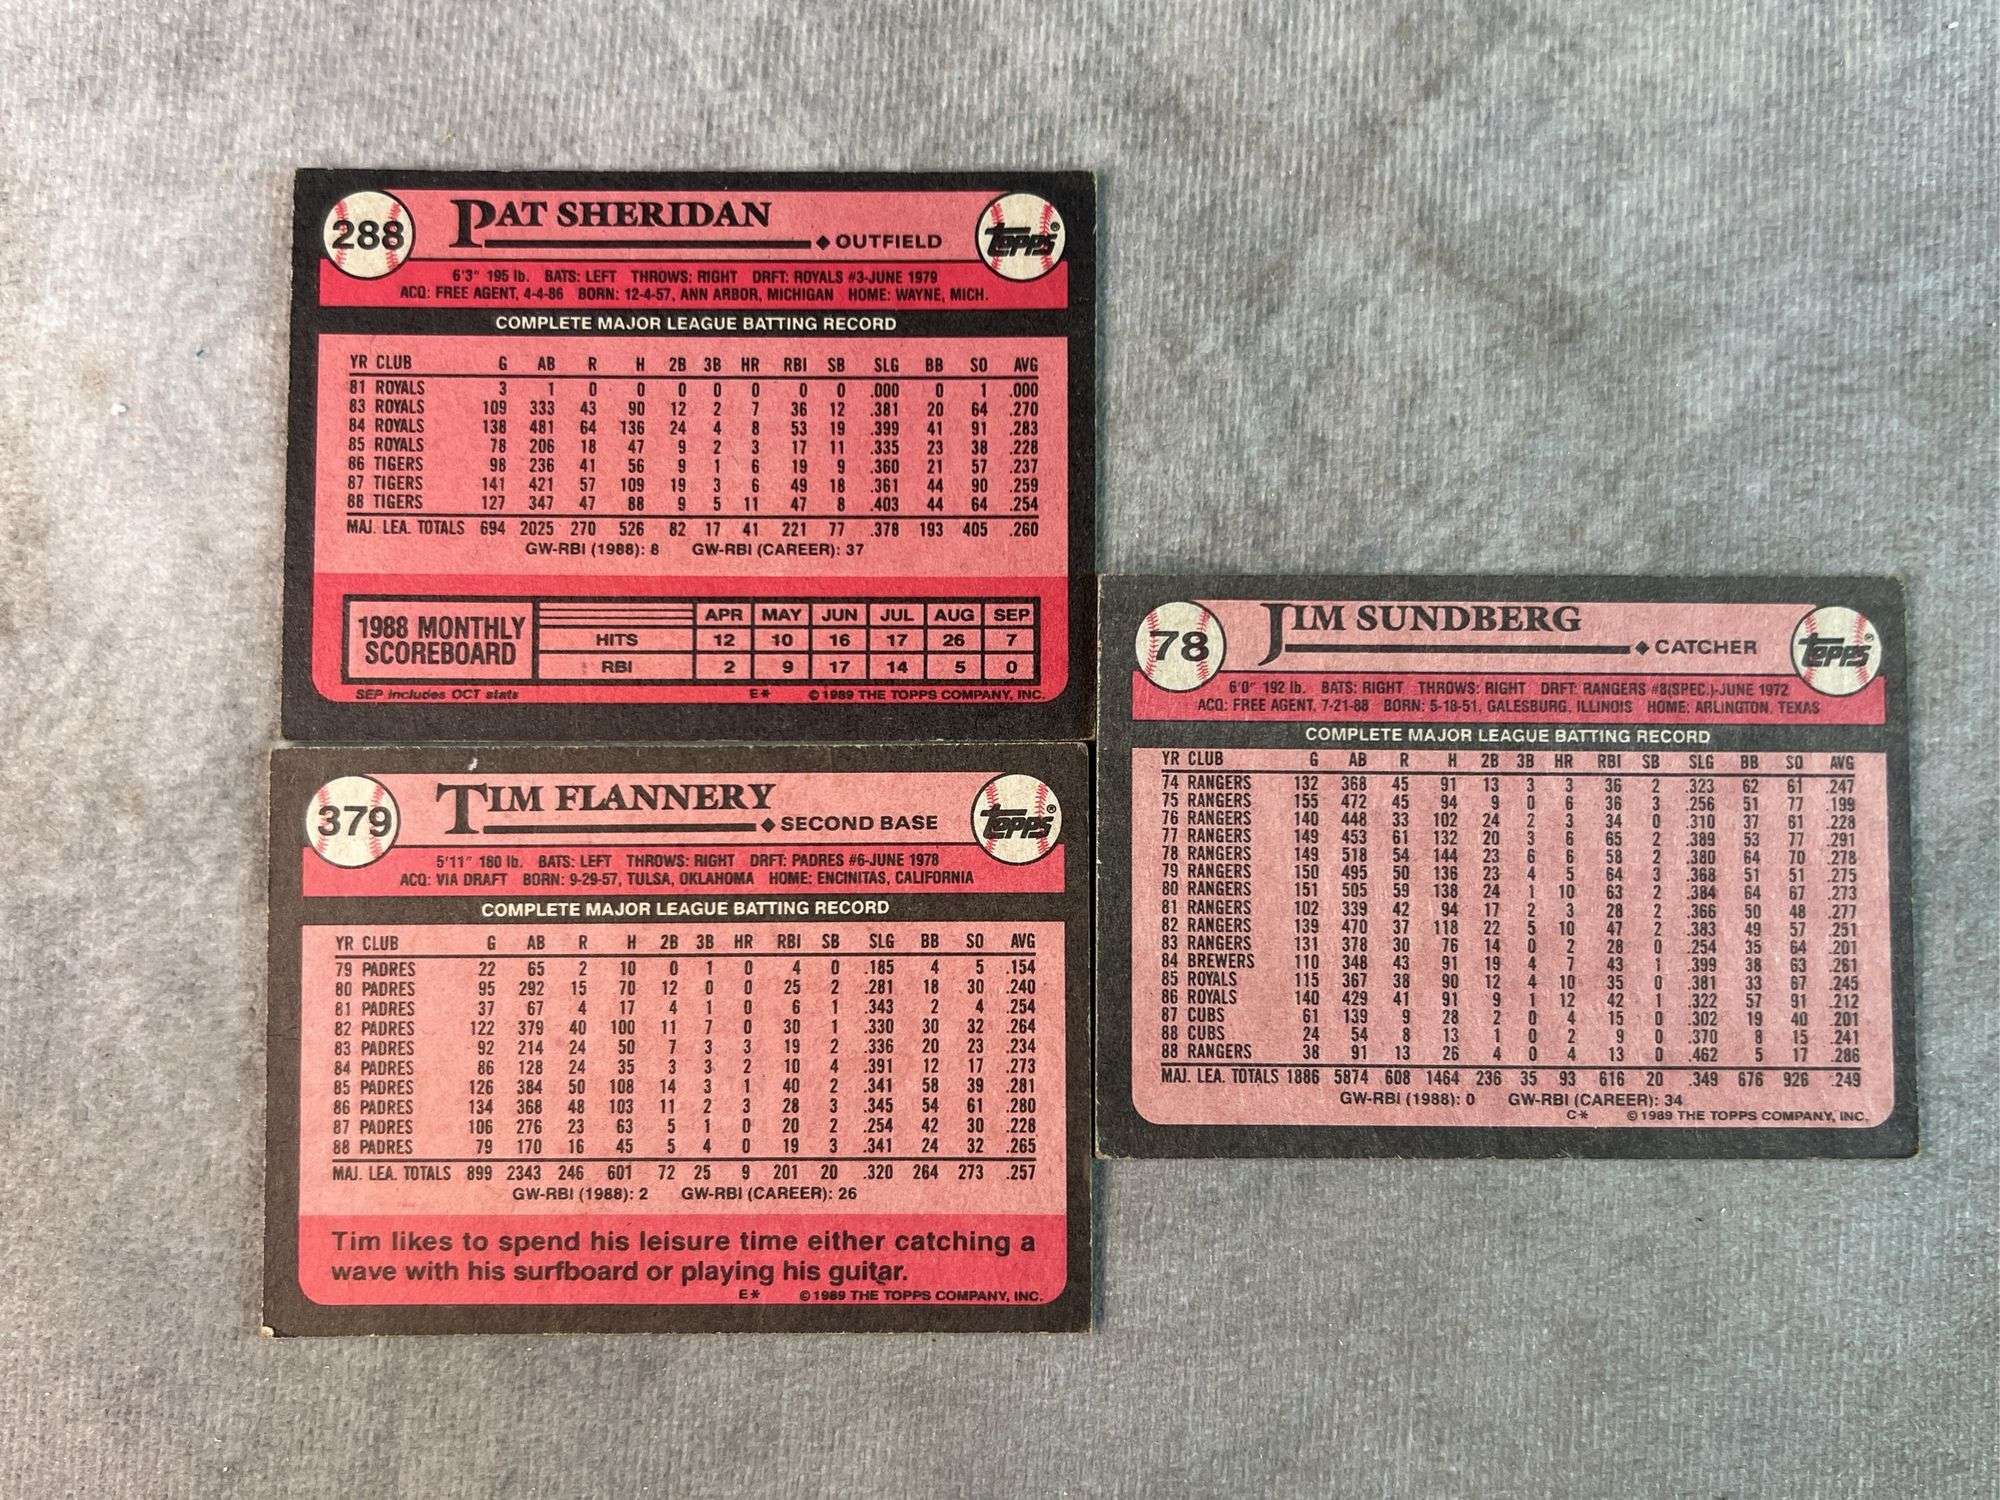 288
PAT SHERIDAN
◆ OUTFIELD
TOPPS®
6'3" 195 lb. BATS: LEFT THROWS: RIGHT DRFT: ROYALS #3-JUNE 1979
ACQ: FREE AGENT, 4-4-86 BORN: 12-4-57, ANN ARBOR, MICHIGAN HOME: WAYNE, MICH.
COMPLETE MAJOR LEAGUE BATTING RECORD
YR CLUB G AB R H 2B 3B HR RBI SB SLG BB SO AVG
81 ROYALS 3 1 0 0 0 0 0 0 0 .000 0 1 .000
83 ROYALS 109 333 43 90 12 2 7 36 12 .381 20 64 .270
84 ROYALS 138 481 64 136 24 4 8 53 19 .399 41 91 .283
85 ROYALS 78 206 18 47 9 2 3 17 11 .335 23 38 .228
86 TIGERS 98 236 41 56 9 1 6 19 9 .360 21 57 .237
87 TIGERS 141 421 57 109 19 3 6 49 18 .361 44 90 .259
88 TIGERS 127 347 47 88 9 5 11 47 8 .403 44 64 .254
MAJ. LEA. TOTALS 694 2025 270 526 82 17 41 221 77 .378 193 405 .260
GW-RBI (1988): 8 GW-RBI (CAREER): 37
1988 MONTHLY SCOREBOARD
APR MAY JUN JUL AUG SEP
HITS 12 10 16 17 26 7
RBI 2 9 17 14 5 0
SEP includes OCT stats E* © 1989 THE TOPPS COMPANY, INC.
379
TIM FLANNERY
◆ SECOND BASE
TOPPS®
5'11" 180 lb. BATS: LEFT THROWS: RIGHT DRFT: PADRES #6-JUNE 1978
ACQ: VIA DRAFT BORN: 9-29-57, TULSA, OKLAHOMA HOME: ENCINITAS, CALIFORNIA
COMPLETE MAJOR LEAGUE BATTING RECORD
YR CLUB G AB R H 2B 3B HR RBI SB SLG BB SO AVG
79 PADRES 22 65 2 10 0 1 0 4 0 .185 4 5 .154
80 PADRES 95 292 15 70 12 0 0 25 2 .281 18 30 .240
81 PADRES 37 67 4 17 4 1 0 6 1 .343 2 4 .254
82 PADRES 122 379 40 100 11 7 0 30 1 .330 30 32 .264
83 PADRES 92 214 24 50 7 3 3 19 2 .336 20 23 .234
84 PADRES 86 128 24 35 3 3 2 10 4 .391 12 17 .273
85 PADRES 126 384 50 108 14 3 1 40 2 .341 58 39 .281
86 PADRES 134 368 48 103 11 2 3 28 3 .345 54 61 .280
87 PADRES 106 276 23 63 5 1 0 20 2 .254 42 30 .228
88 PADRES 79 170 16 45 5 4 0 19 3 .341 24 32 .265
MAJ. LEA. TOTALS 899 2343 246 601 72 25 9 201 20 .320 264 273 .257
GW-RBI (1988): 2 GW-RBI (CAREER): 26
Tim likes to spend his leisure time either catching a
wave with his surfboard or playing his guitar.
E* © 1989 THE TOPPS COMPANY, INC.
78
JIM SUNDBERG
◆ CATCHER
TOPPS®
6'0" 192 lb. BATS: RIGHT THROWS: RIGHT DRFT: RANGERS #8(SPEC.)-JUNE 1972
ACQ: FREE AGENT, 7-21-88 BORN: 5-18-51, GALESBURG, ILLINOIS HOME: ARLINGTON, TEXAS
COMPLETE MAJOR LEAGUE BATTING RECORD
YR CLUB G AB R H 2B 3B HR RBI SB SLG BB SO AVG
74 RANGERS 132 368 45 91 13 3 3 36 2 .323 62 61 .247
75 RANGERS 155 472 45 94 9 0 6 36 3 .256 51 77 .199
76 RANGERS 140 448 33 102 24 2 3 34 0 .310 37 61 .228
77 RANGERS 149 453 61 132 20 3 6 65 2 .389 53 77 .291
78 RANGERS 149 518 54 144 23 6 6 58 2 .380 64 70 .278
79 RANGERS 150 495 50 136 23 4 5 64 3 .368 51 51 .275
80 RANGERS 151 505 59 138 24 1 10 63 2 .384 64 67 .273
81 RANGERS 102 339 42 94 17 2 3 28 2 .366 50 48 .277
82 RANGERS 139 470 37 118 22 5 10 47 2 .383 49 57 .251
83 RANGERS 131 378 30 76 14 0 2 28 0 .254 35 64 .201
84 BREWERS 110 348 43 91 19 4 7 43 1 .399 38 63 .261
85 ROYALS 115 367 38 90 12 4 10 35 0 .381 33 67 .245
86 ROYALS 140 429 41 91 9 1 12 42 1 .322 57 91 .212
87 CUBS 61 139 9 28 2 0 4 15 0 .302 19 40 .201
88 CUBS 24 54 8 13 1 0 2 9 0 .370 8 15 .241
88 RANGERS 38 91 13 26 4 0 4 13 0 .462 5 17 .286
MAJ. LEA. TOTALS 1886 5874 608 1464 236 35 93 616 20 .349 676 926 .249
GW-RBI (1988): 0 GW-RBI (CAREER): 34
C* © 1989 THE TOPPS COMPANY, INC.